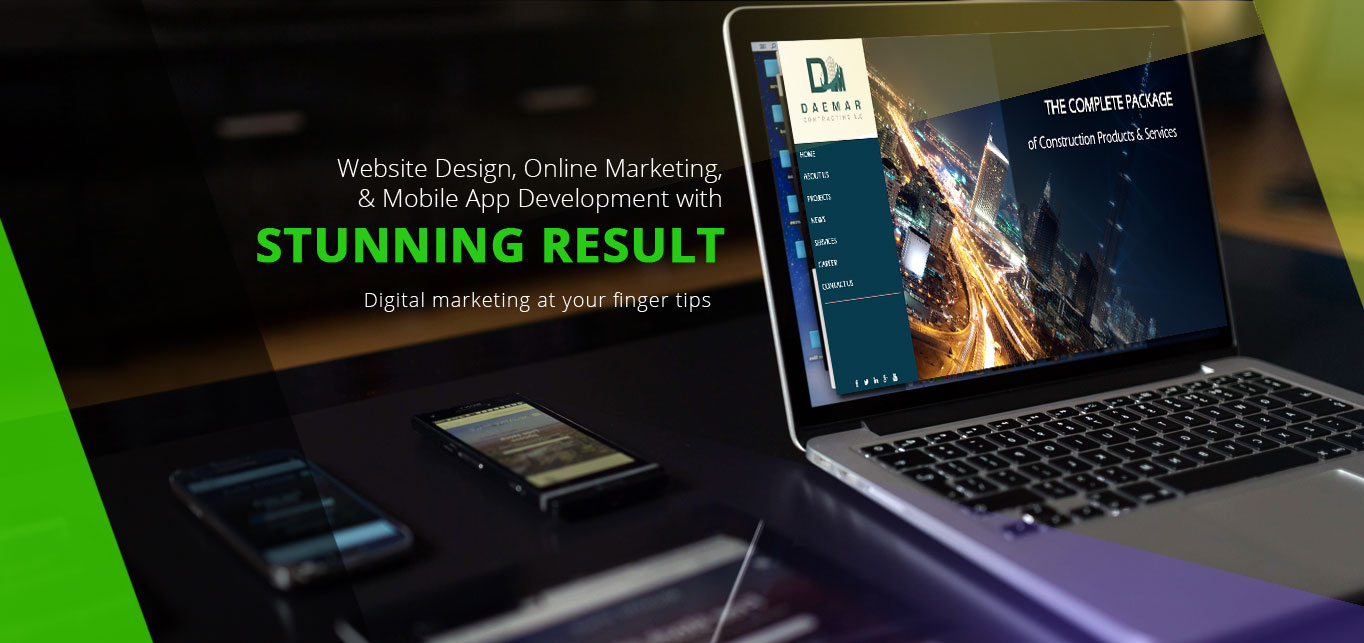 Website Design, Online Marketing,
& Mobile App Development with
STUNNING RESULT
Digital marketing at your finger tips
DAEMAR
CONTRACTING LLC
HOME
ABOUT US
PROJECTS
NEWS
SERVICES
CAREER
CONTACT US
THE COMPLETE PACKAGE
of Construction Products & Services